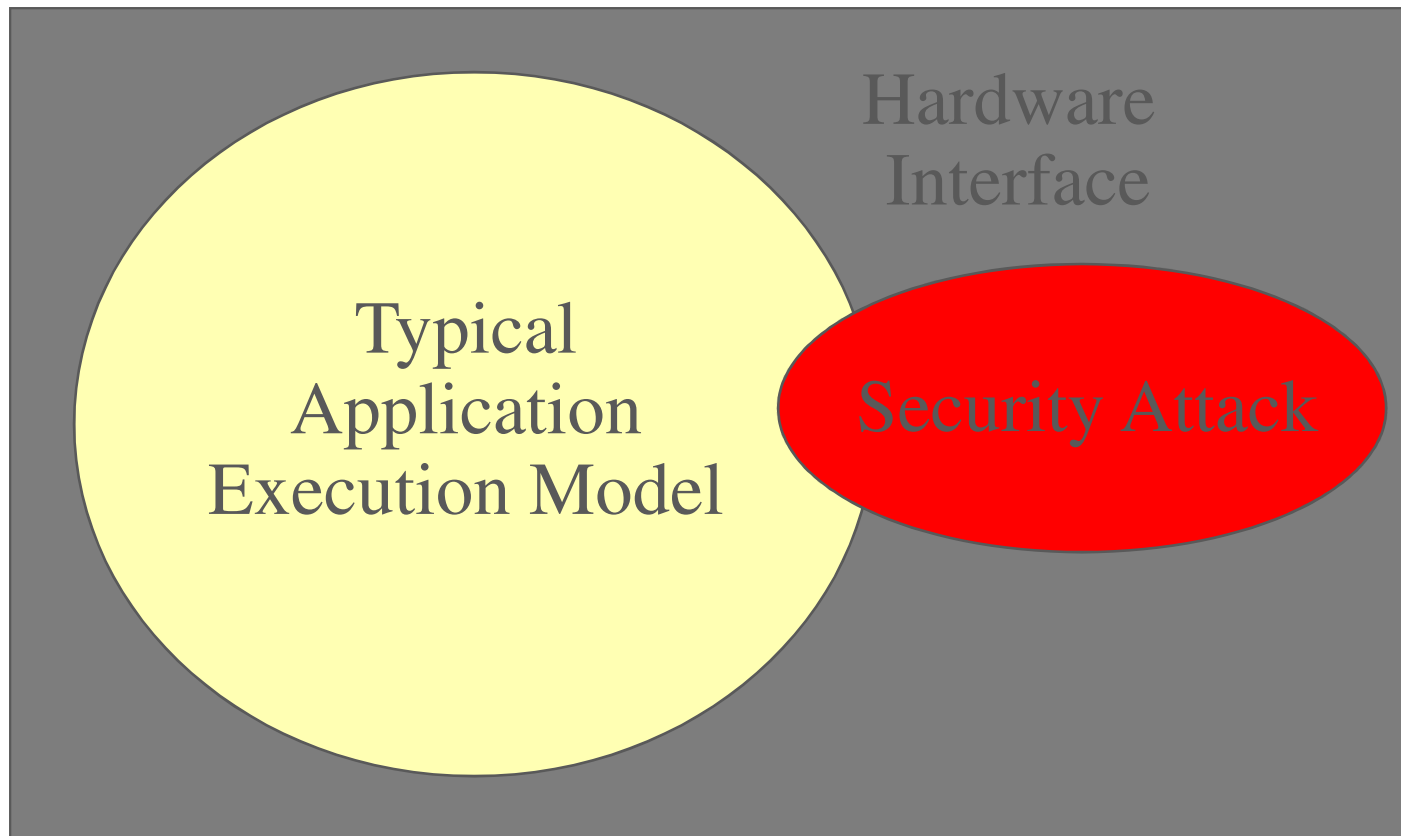 Hardware
Interface
Typical
Application
Execution Model
Security Attack